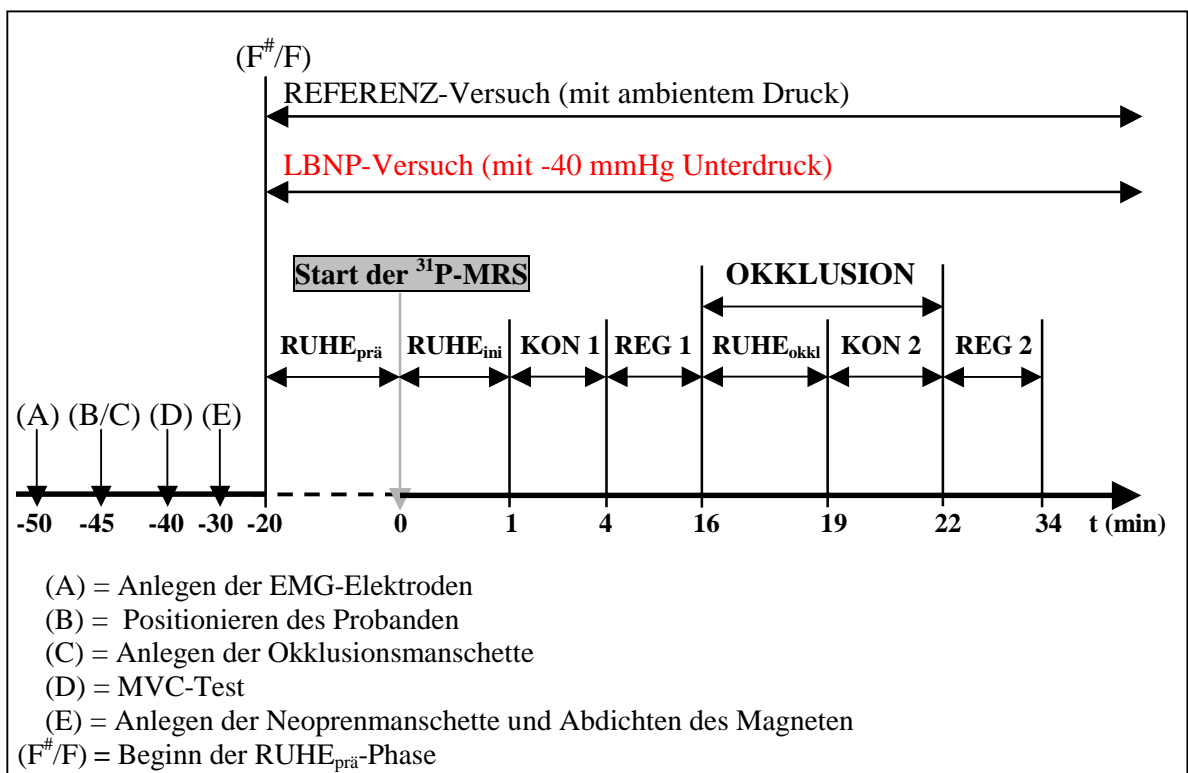 (F#/F)
REFERENZ-Versuch (mit ambientem Druck)
LBNP-Versuch (mit -40 mmHg Unterdruck)
Start der 31P-MRS
OKKLUSION
RUHEprä RUHEini KON 1 REG 1 RUHEokkl KON 2 REG 2
(A) (B/C) (D) (E)
-50 -45 -40 -30 -20 0 1 4 16 19 22 34 t (min)
(A) = Anlegen der EMG-Elektroden
(B) = Positionieren des Probanden
(C) = Anlegen der Okklusionsmanschette
(D) = MVC-Test
(E) = Anlegen der Neoprenmanschette und Abdichten des Magneten
(F#/F) = Beginn der RUHEprä-Phase